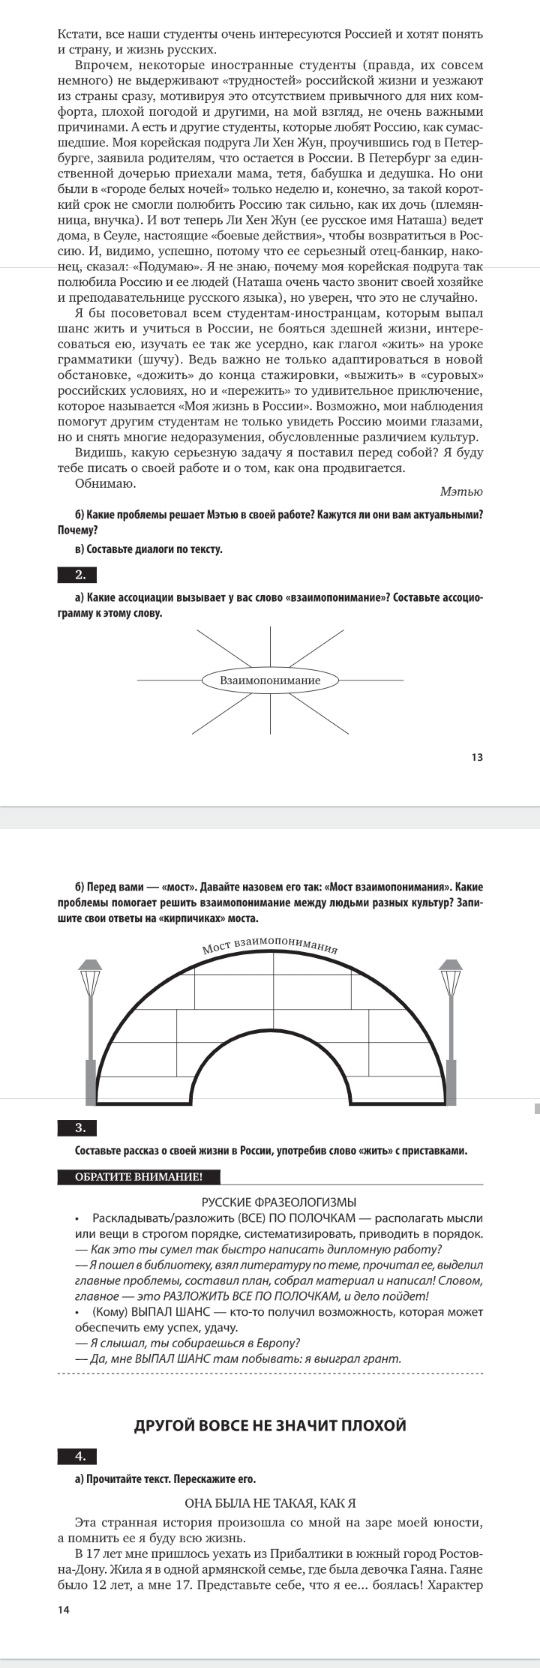 Кстати, все наши студенты очень интересуются Россией и хотят понять
и страну, и жизнь русских.
Впрочем, некоторые иностранные студенты (правда, их совсем
немного) не выдерживают «трудностей» российской жизни и уезжают
из страны сразу, мотивируя это отсутствием привычного для них ком-
форта, плохой погодой и другими, на мой взгляд, не очень важными
причинами. А есть и другие студенты, которые любят Россию, как сумас-
шедшие. Моя корейская подруга Ли Хен Жун, проучившись год в Петер-
бурге, заявила родителям, что остается в России. В Петербург за един-
ственной дочерью приехали мама, тетя, бабушка и дедушка. Но они
были в «городе белых ночей» только неделю и, конечно, за такой корот-
кий срок не смогли полюбить Россию так сильно, как их дочь (племян-
ница, внучка). И вот теперь Ли Хен Жун (ее русское имя Наташа) ведет
дома, в Сеуле, настоящие «боевые действия», чтобы возвратиться в Рос-
сию. И, видимо, успешно, потому что ее серьезный отец-банкир, нако-
нец, сказал: «Подумаю». Я не знаю, почему моя корейская подруга так
полюбила Россию и ее людей (Наташа очень часто звонит своей хозяйке
и преподавательнице русского языка), но уверен, что это не случайно.
Я бы посоветовал всем студентам-иностранцам, которым выпал
шанс жить и учиться в России, не бояться здешней жизни, интере-
соваться ею, изучать ее так же усердно, как глагол «жить» на уроке
грамматики (шучу). Ведь важно не только адаптироваться в новой
обстановке, «дожить» до конца стажировки, «выжить» в «суровых»
российских условиях, но и «пережить» то удивительное приключение,
которое называется «Моя жизнь в России». Возможно, мои наблюдения
помогут другим студентам не только увидеть Россию моими глазами,
но и снять многие недоразумения, обусловленные различием культур.
Видишь, какую серьезную задачу я поставил перед собой? Я буду
тебе писать о своей работе и о том, как она продвигается.
Обнимаю.
Мэтью
б) Какие проблемы решает Мэтью в своей работе? Кажутся ли они вам актуальными?
Почему?
в) Составьте диалоги по тексту.
2.
а) Какие ассоциации вызывает у вас слово «взаимопонимание»? Составьте ассоцио-
грамму к этому слову.
Взаимопонимание
13
б) Перед вами — «мост». Давайте назовем его так: «Мост взаимопонимания». Какие
проблемы помогает решить взаимопонимание между людьми разных культур? Запи-
шите свои ответы на «кирпичиках» моста.
Мост взаимопонимания
3.
Составьте рассказ о своей жизни в России, употребив слово «жить» с приставками.
ОБРАТИТЕ ВНИМАНИЕ!
РУССКИЕ ФРАЗЕОЛОГИЗМЫ
• Раскладывать/разложить (ВСЕ) ПО ПОЛОЧКАМ — располагать мысли
или вещи в строгом порядке, систематизировать, приводить в порядок.
— Как это ты сумел так быстро написать дипломную работу?
— Я пошел в библиотеку, взял литературу по теме, прочитал ее, выделил
главные проблемы, составил план, собрал материал и написал! Словом,
главное — это РАЗЛОЖИТЬ ВСЕ ПО ПОЛОЧКАМ, и дело пойдет!
• (Кому) ВЫПАЛ ШАНС — кто-то получил возможность, которая может
обеспечить ему успех, удачу.
— Я слышал, ты собираешься в Европу?
— Да, мне ВЫПАЛ ШАНС там побывать: я выиграл грант.
ДРУГОЙ ВОВСЕ НЕ ЗНАЧИТ ПЛОХОЙ
4.
а) Прочитайте текст. Перескажите его.
ОНА БЫЛА НЕ ТАКАЯ, КАК Я
Эта странная история произошла со мной на заре моей юности,
а помнить ее я буду всю жизнь.
В 17 лет мне пришлось уехать из Прибалтики в южный город Ростов-
на-Дону. Жила я в одной армянской семье, где была девочка Гаяна. Гаяне
было 12 лет, а мне 17. Представьте себе, что я ее... боялась! Характер
14